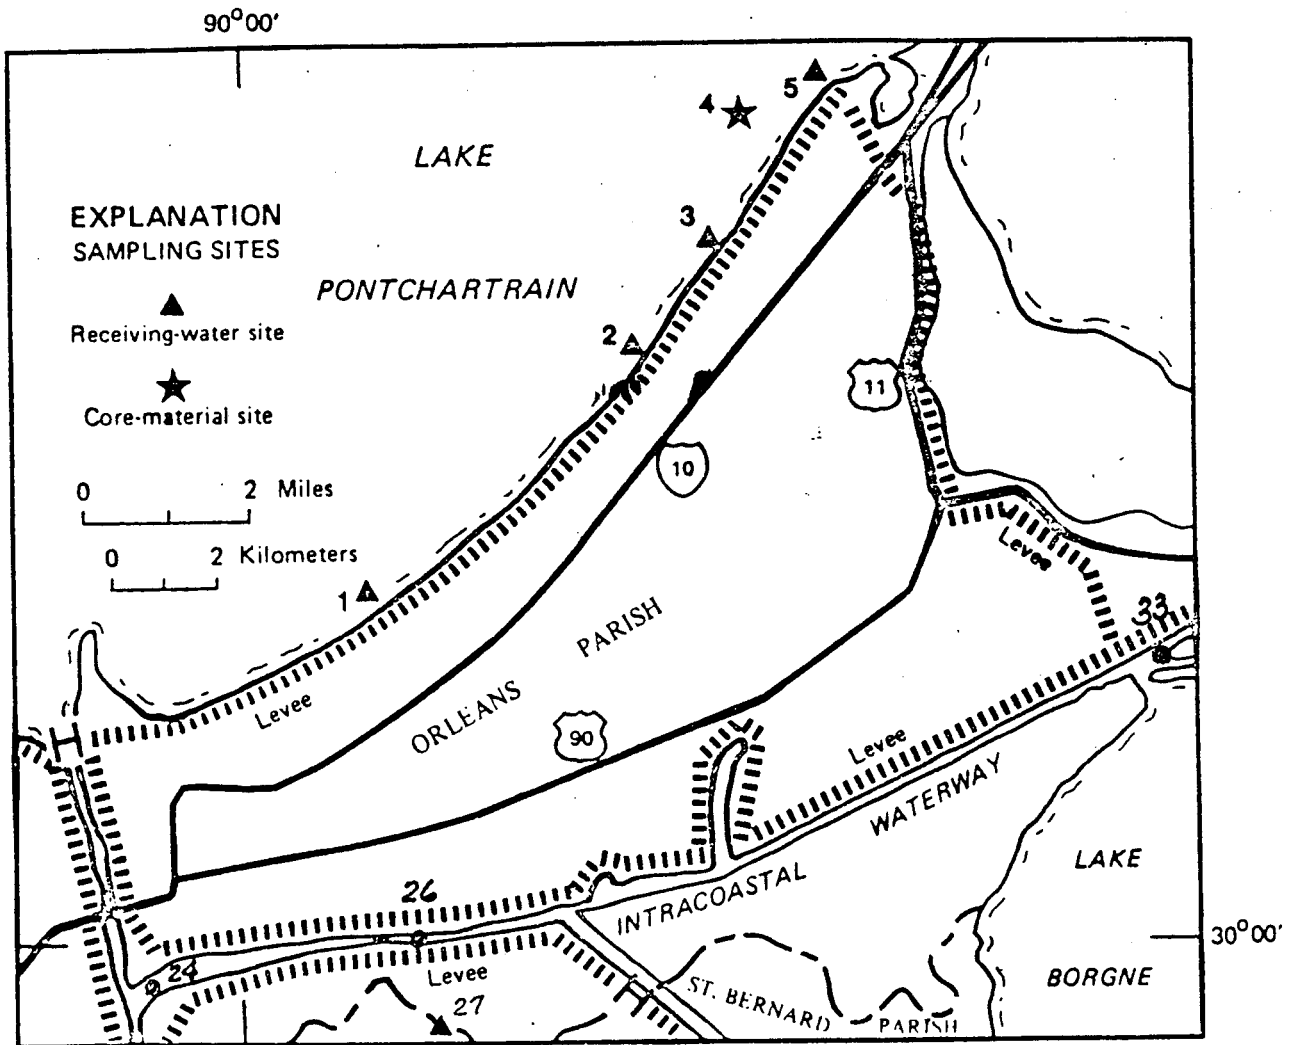 90°00'
5
4
LAKE
EXPLANATION
SAMPLING SITES
3
PONTCHARTRAIN
Receiving-water site
2
11
Core-material site
10
0 2 Miles
0 2 Kilometers
Levee
1
33
PARISH
Levee
ORLEANS
90
Levee
WATERWAY
LAKE
26
INTRACOASTAL
30°00'
24
Levee
BORGNE
ST. BERNARD
PARISH
27